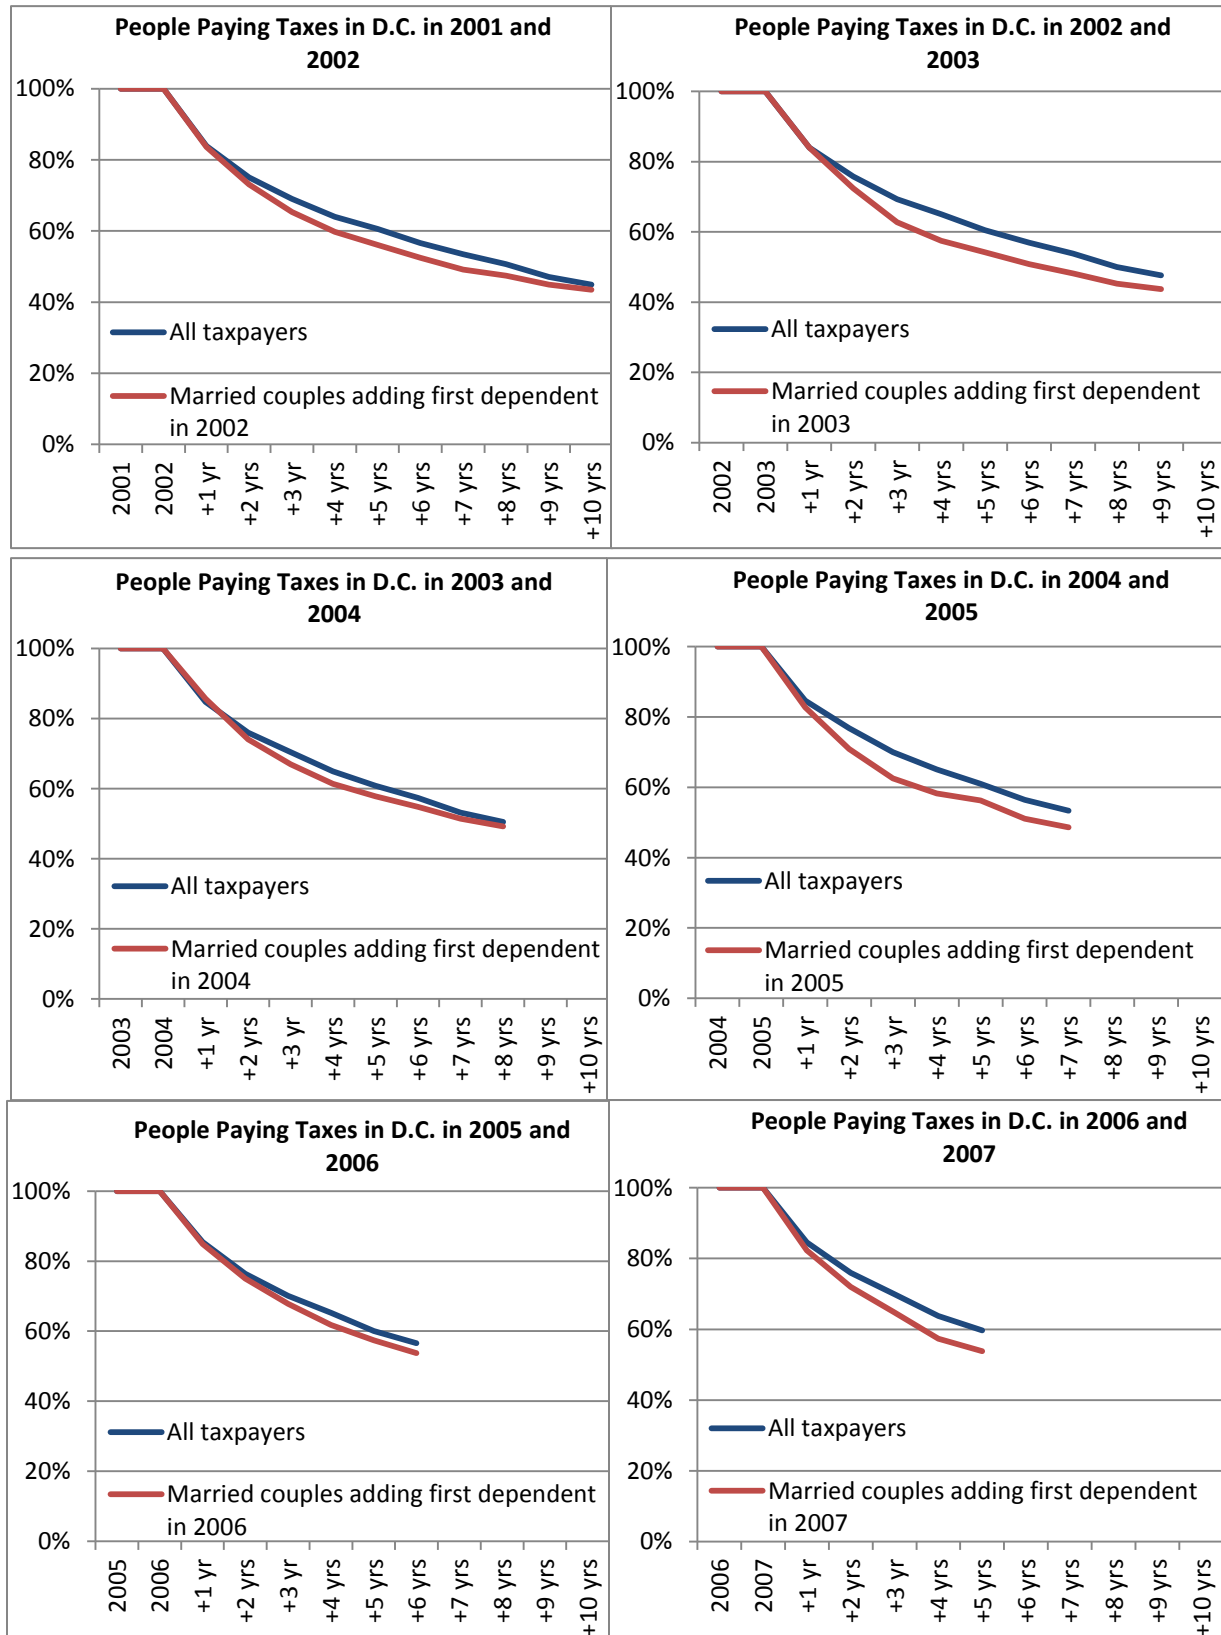 People Paying Taxes in D.C. in 2001 and
2002
100%
80%
60%
40%
20%
0%
All taxpayers
Married couples adding first dependent
in 2002
2001
2002
+1 yr
+2 yrs
+3 yr
+4 yrs
+5 yrs
+6 yrs
+7 yrs
+8 yrs
+9 yrs
+10 yrs
People Paying Taxes in D.C. in 2002 and
2003
100%
80%
60%
40%
20%
0%
All taxpayers
Married couples adding first dependent
in 2003
2002
2003
+1 yr
+2 yrs
+3 yr
+4 yrs
+5 yrs
+6 yrs
+7 yrs
+8 yrs
+9 yrs
+10 yrs
People Paying Taxes in D.C. in 2003 and
2004
100%
80%
60%
40%
20%
0%
All taxpayers
Married couples adding first dependent
in 2004
2003
2004
+1 yr
+2 yrs
+3 yr
+4 yrs
+5 yrs
+6 yrs
+7 yrs
+8 yrs
+9 yrs
+10 yrs
People Paying Taxes in D.C. in 2004 and
2005
100%
80%
60%
40%
20%
0%
All taxpayers
Married couples adding first dependent
in 2005
2004
2005
+1 yr
+2 yrs
+3 yr
+4 yrs
+5 yrs
+6 yrs
+7 yrs
+8 yrs
+9 yrs
+10 yrs
People Paying Taxes in D.C. in 2005 and
2006
100%
80%
60%
40%
20%
0%
All taxpayers
Married couples adding first dependent
in 2006
2005
2006
+1 yr
+2 yrs
+3 yr
+4 yrs
+5 yrs
+6 yrs
+7 yrs
+8 yrs
+9 yrs
+10 yrs
People Paying Taxes in D.C. in 2006 and
2007
100%
80%
60%
40%
20%
0%
All taxpayers
Married couples adding first dependent
in 2007
2006
2007
+1 yr
+2 yrs
+3 yr
+4 yrs
+5 yrs
+6 yrs
+7 yrs
+8 yrs
+9 yrs
+10 yrs